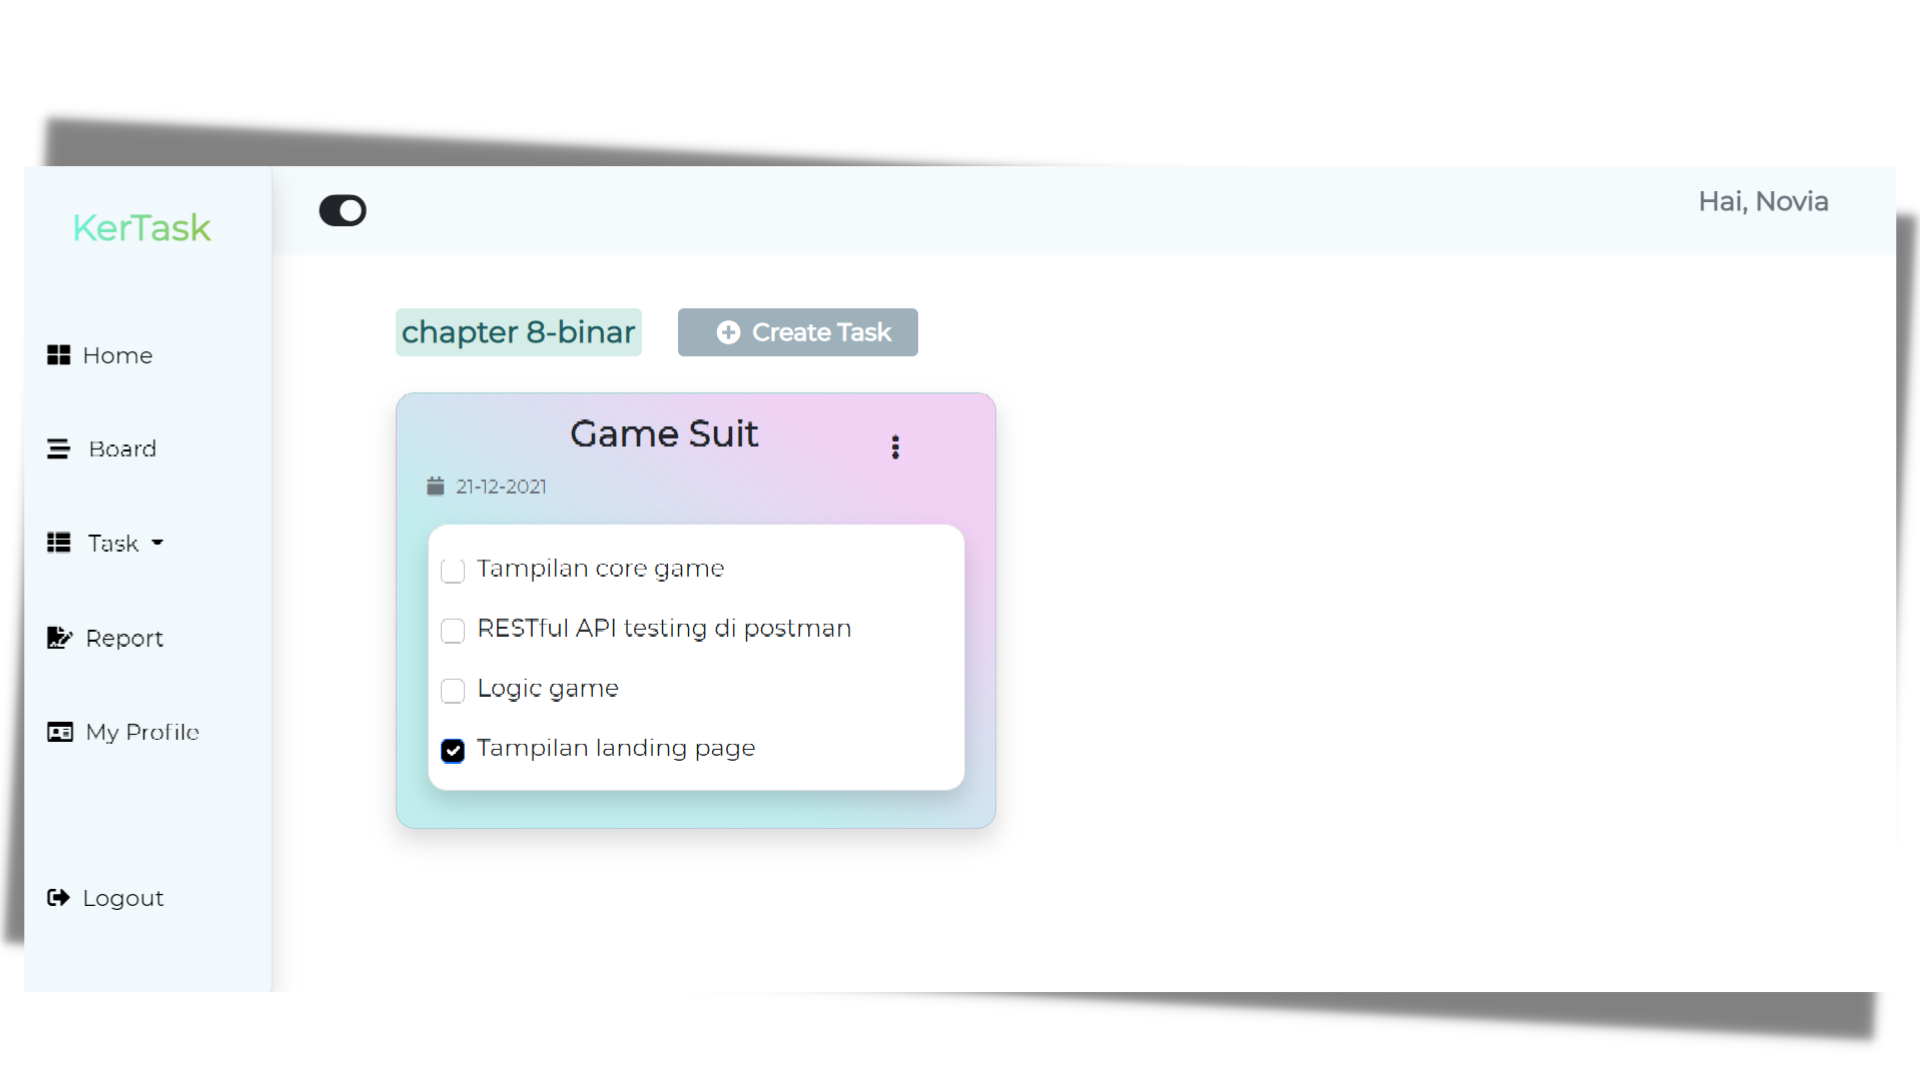 KerTask
Hai, Novia
Home
Board
Task
Report
My Profile
Logout
chapter 8-binar
Create Task
Game Suit
21-12-2021
Tampilan core game
RESTful API testing di postman
Logic game
Tampilan landing page